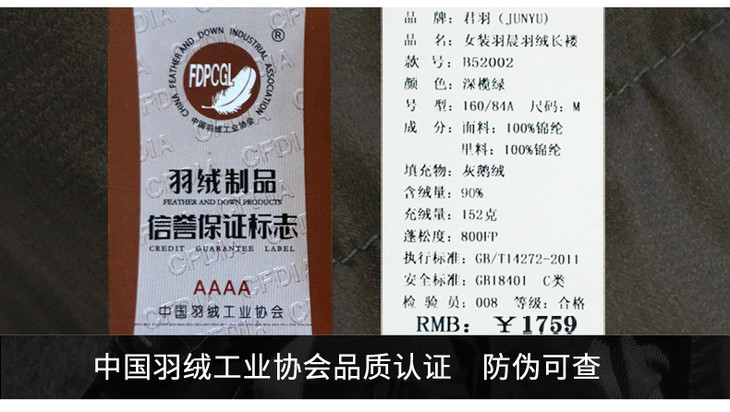 CHINA FEATHER AND DOWN INDUSTRIAL ASSOCIATION
®
FDPCGL
中国羽绒工业协会
羽绒制品
FEATHER AND DOWN PRODUCTS
信誉保证标志
CREDIT GUARANTEE LABEL
AAAA
中国羽绒工业协会
品 牌：君羽（JUNYU）
品 名：女装羽晨羽绒长褛
款 号：B52002
颜 色：深榄绿
号 型：160/84A 尺码：M
成 分：面料：100%锦纶
里料：100%锦纶
填充物：灰鹅绒
含绒量：90%
充绒量：152克
蓬松度：800FP
执行标准：GB/T14272-2011
安全标准：GB18401 C类
检 验 员：008 等级：合格
RMB：￥1759
中国羽绒工业协会品质认证 防伪可查